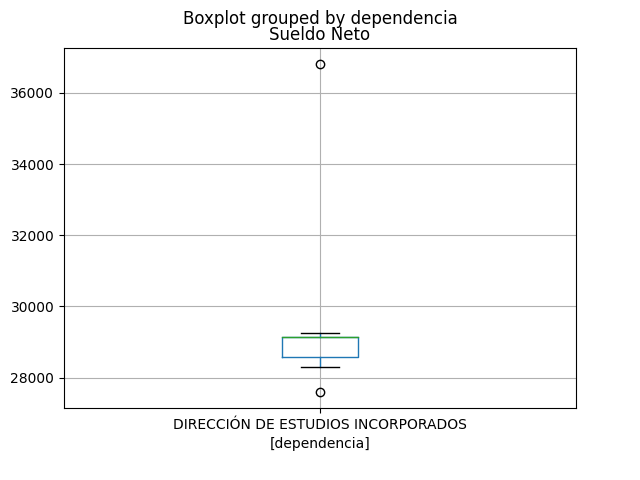 Boxplot grouped by dependencia
Sueldo Neto
36000
34000
32000
30000
28000
DIRECCIÓN DE ESTUDIOS INCORPORADOS
[dependencia]